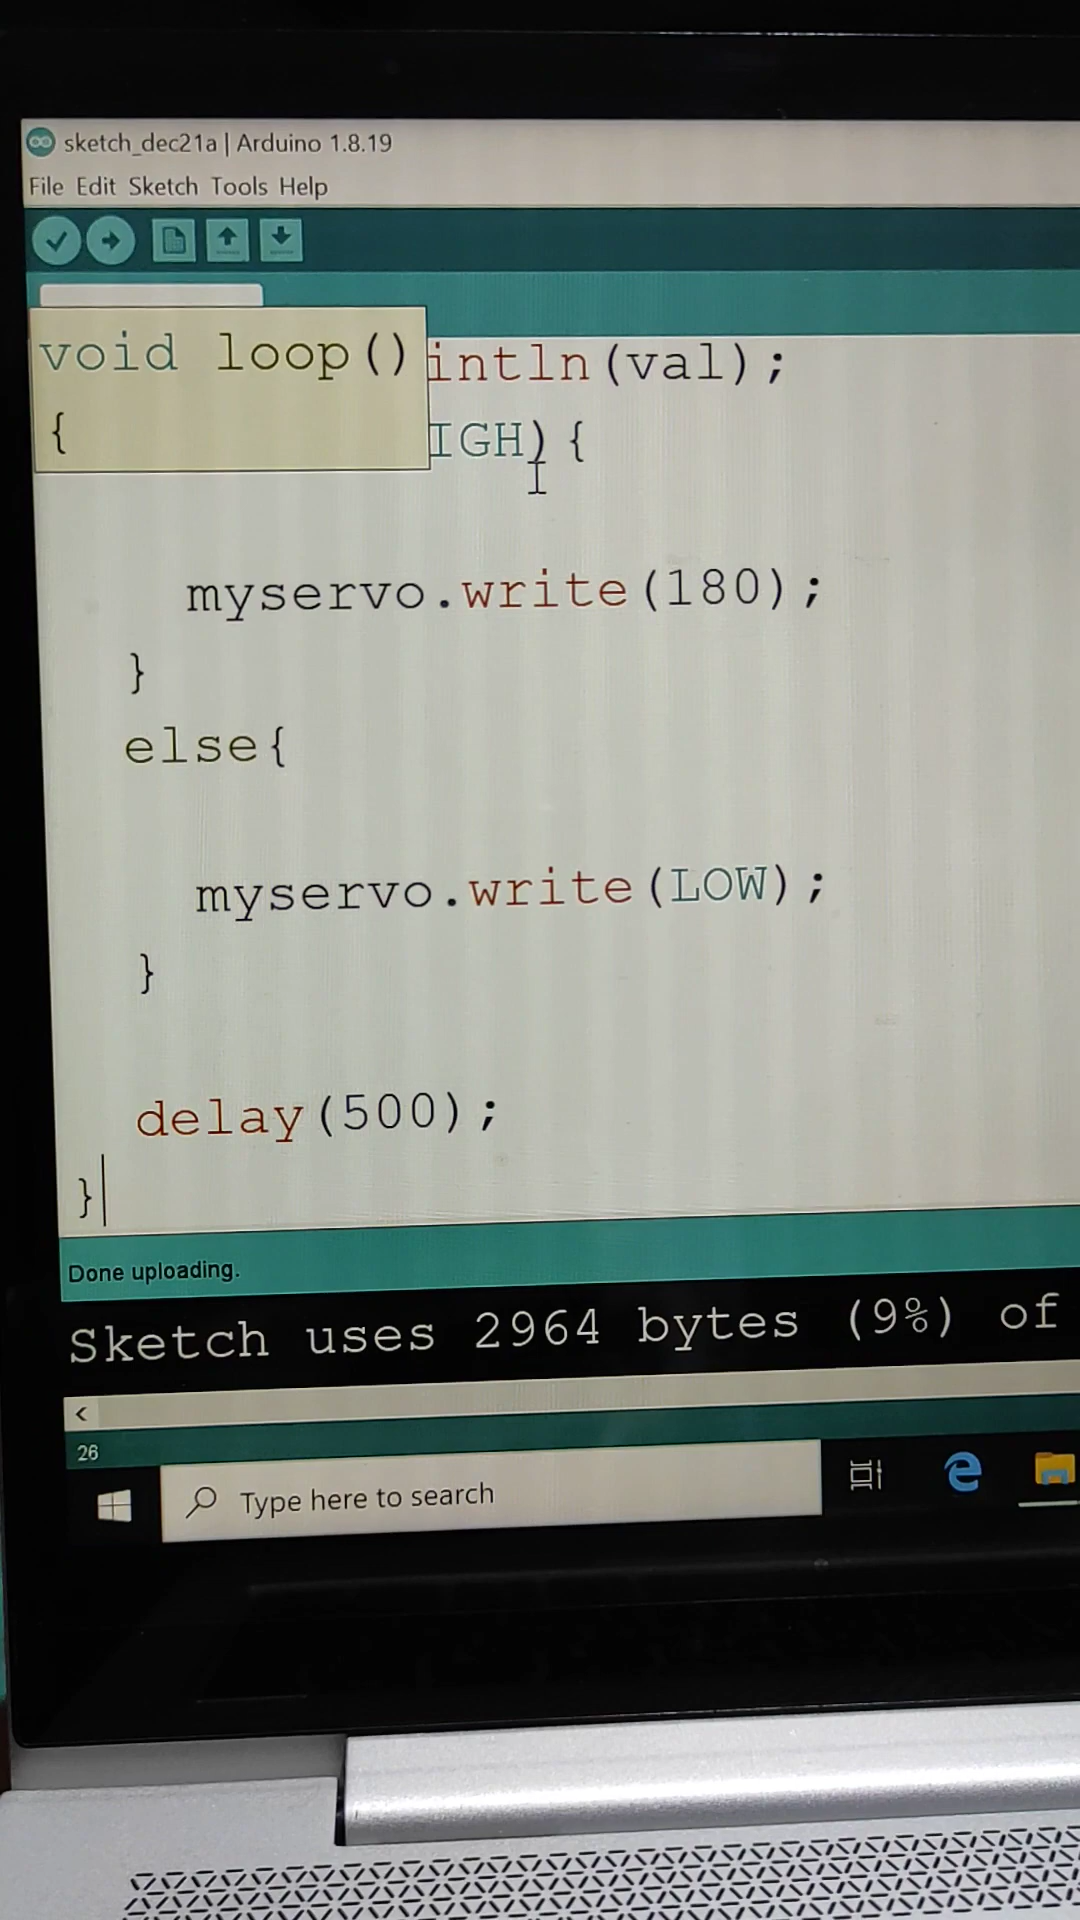 sketch_dec21a | Arduino 1.8.19
File Edit Sketch Tools Help
void loop()
{
intln(val);
IGH) {
myservo.write(180);
}
else{
myservo.write(LOW);
}
delay(500);
}
Done uploading.
Sketch uses 2964 bytes (9%) of
26
Type here to search